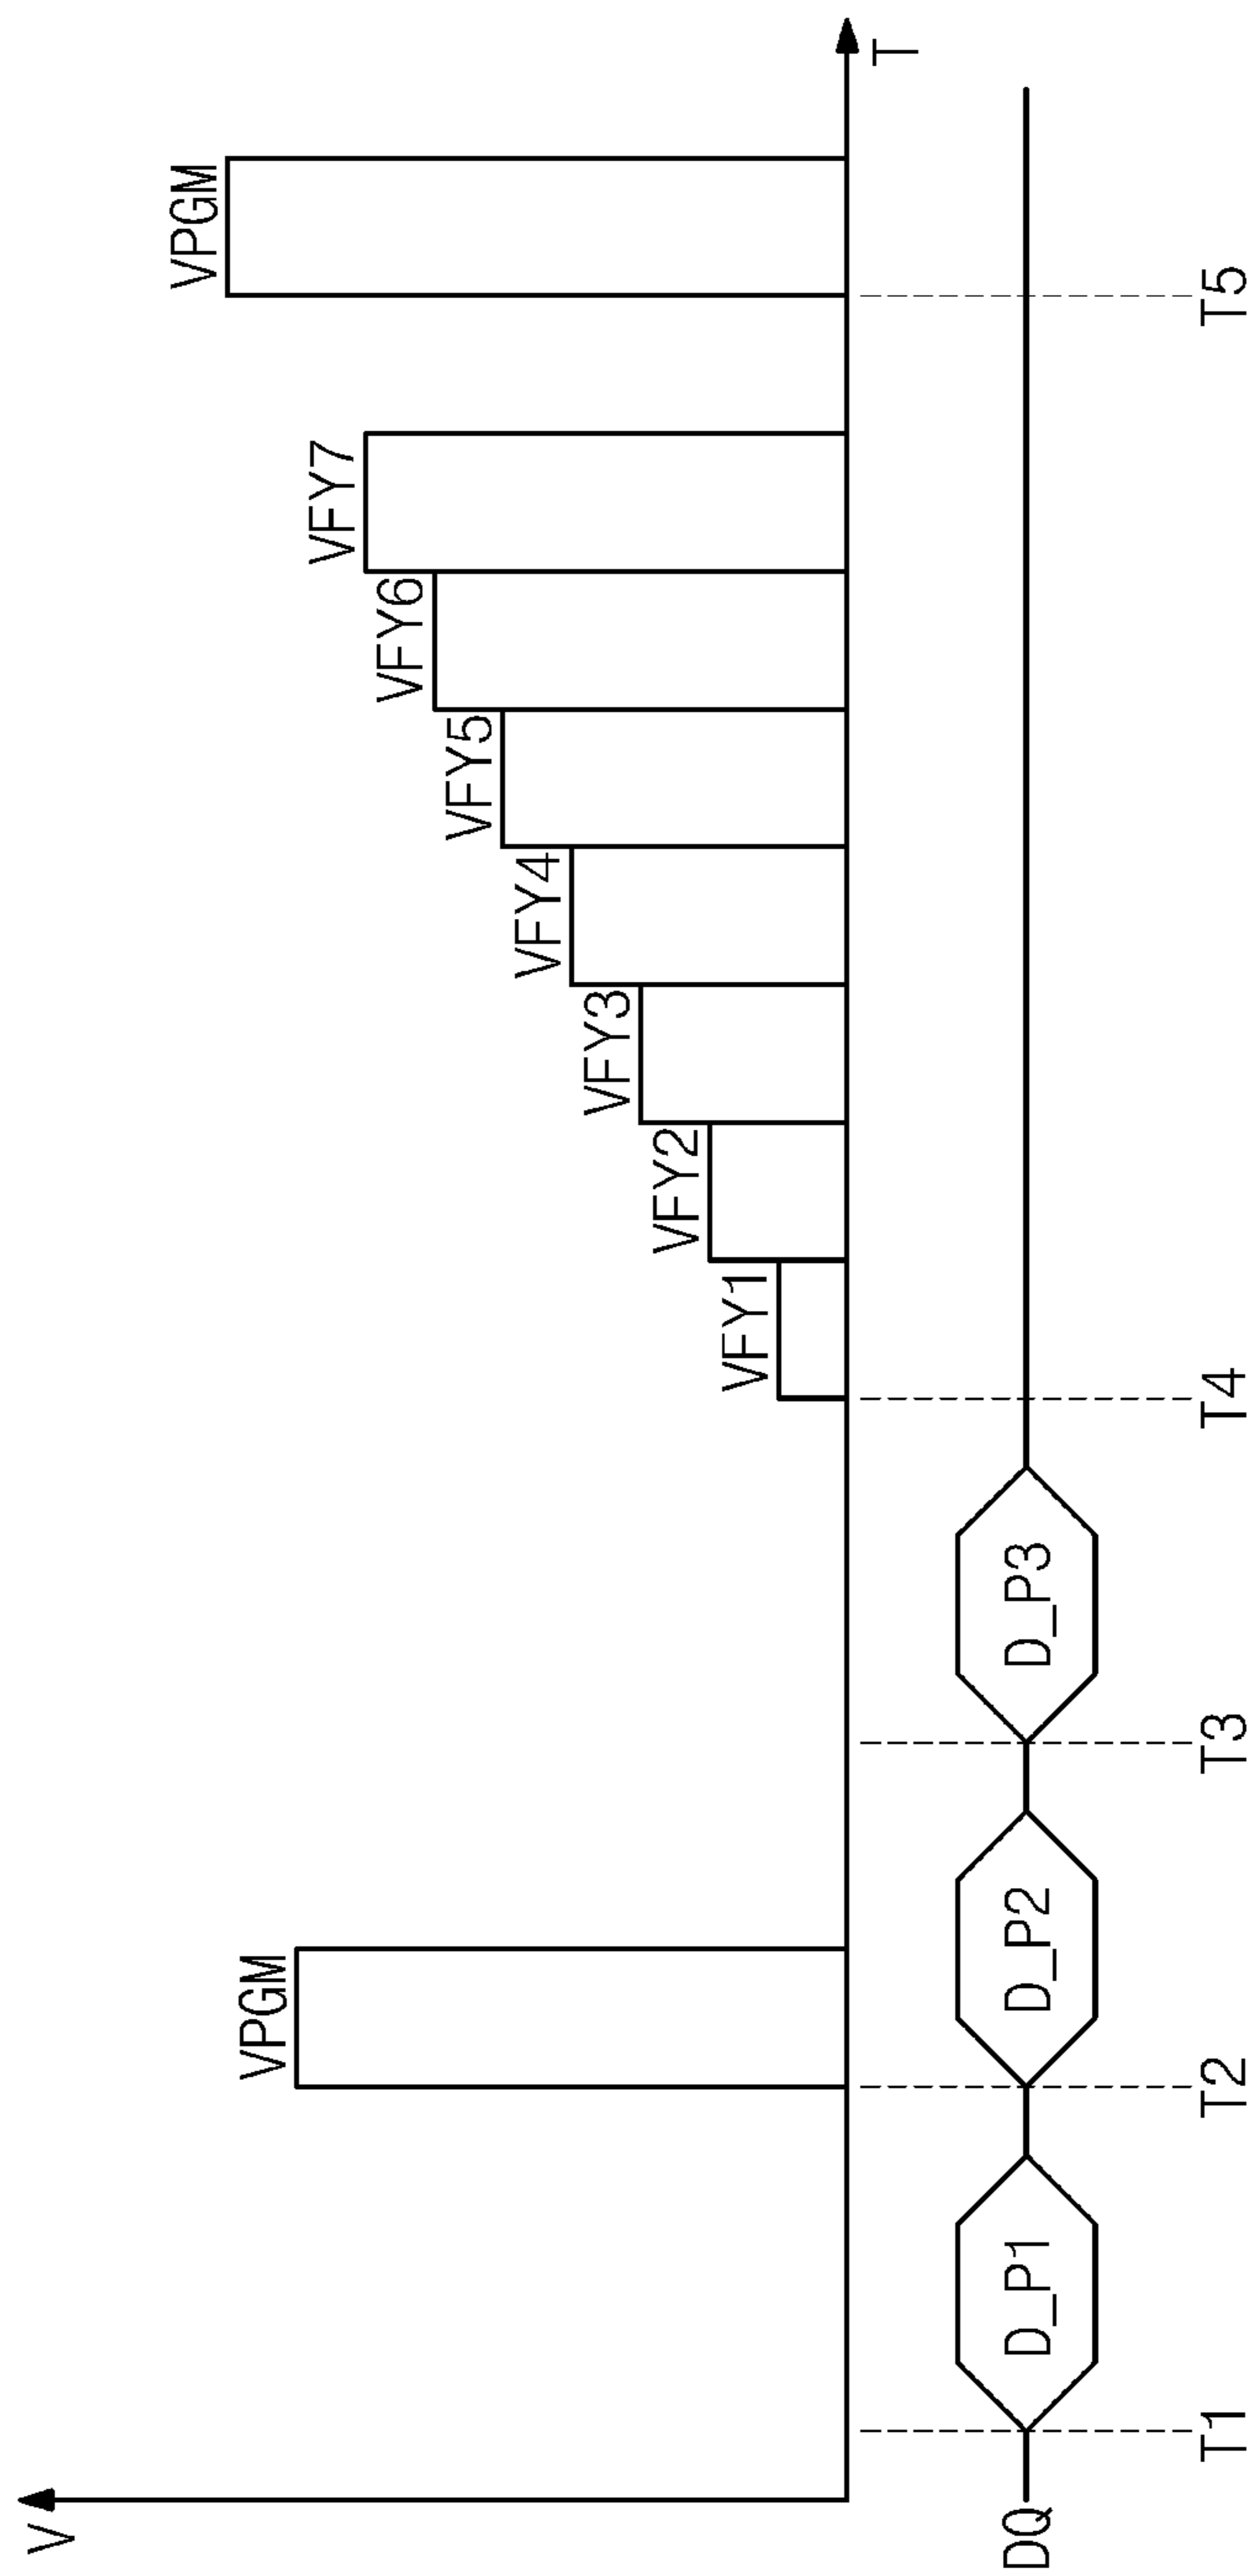 V
VPGM
VFY1
VFY2
VFY3
VFY4
VFY5
VFY6
VFY7
VPGM
T
DQ
D_P1
D_P2
D_P3
T1
T2
T3
T4
T5